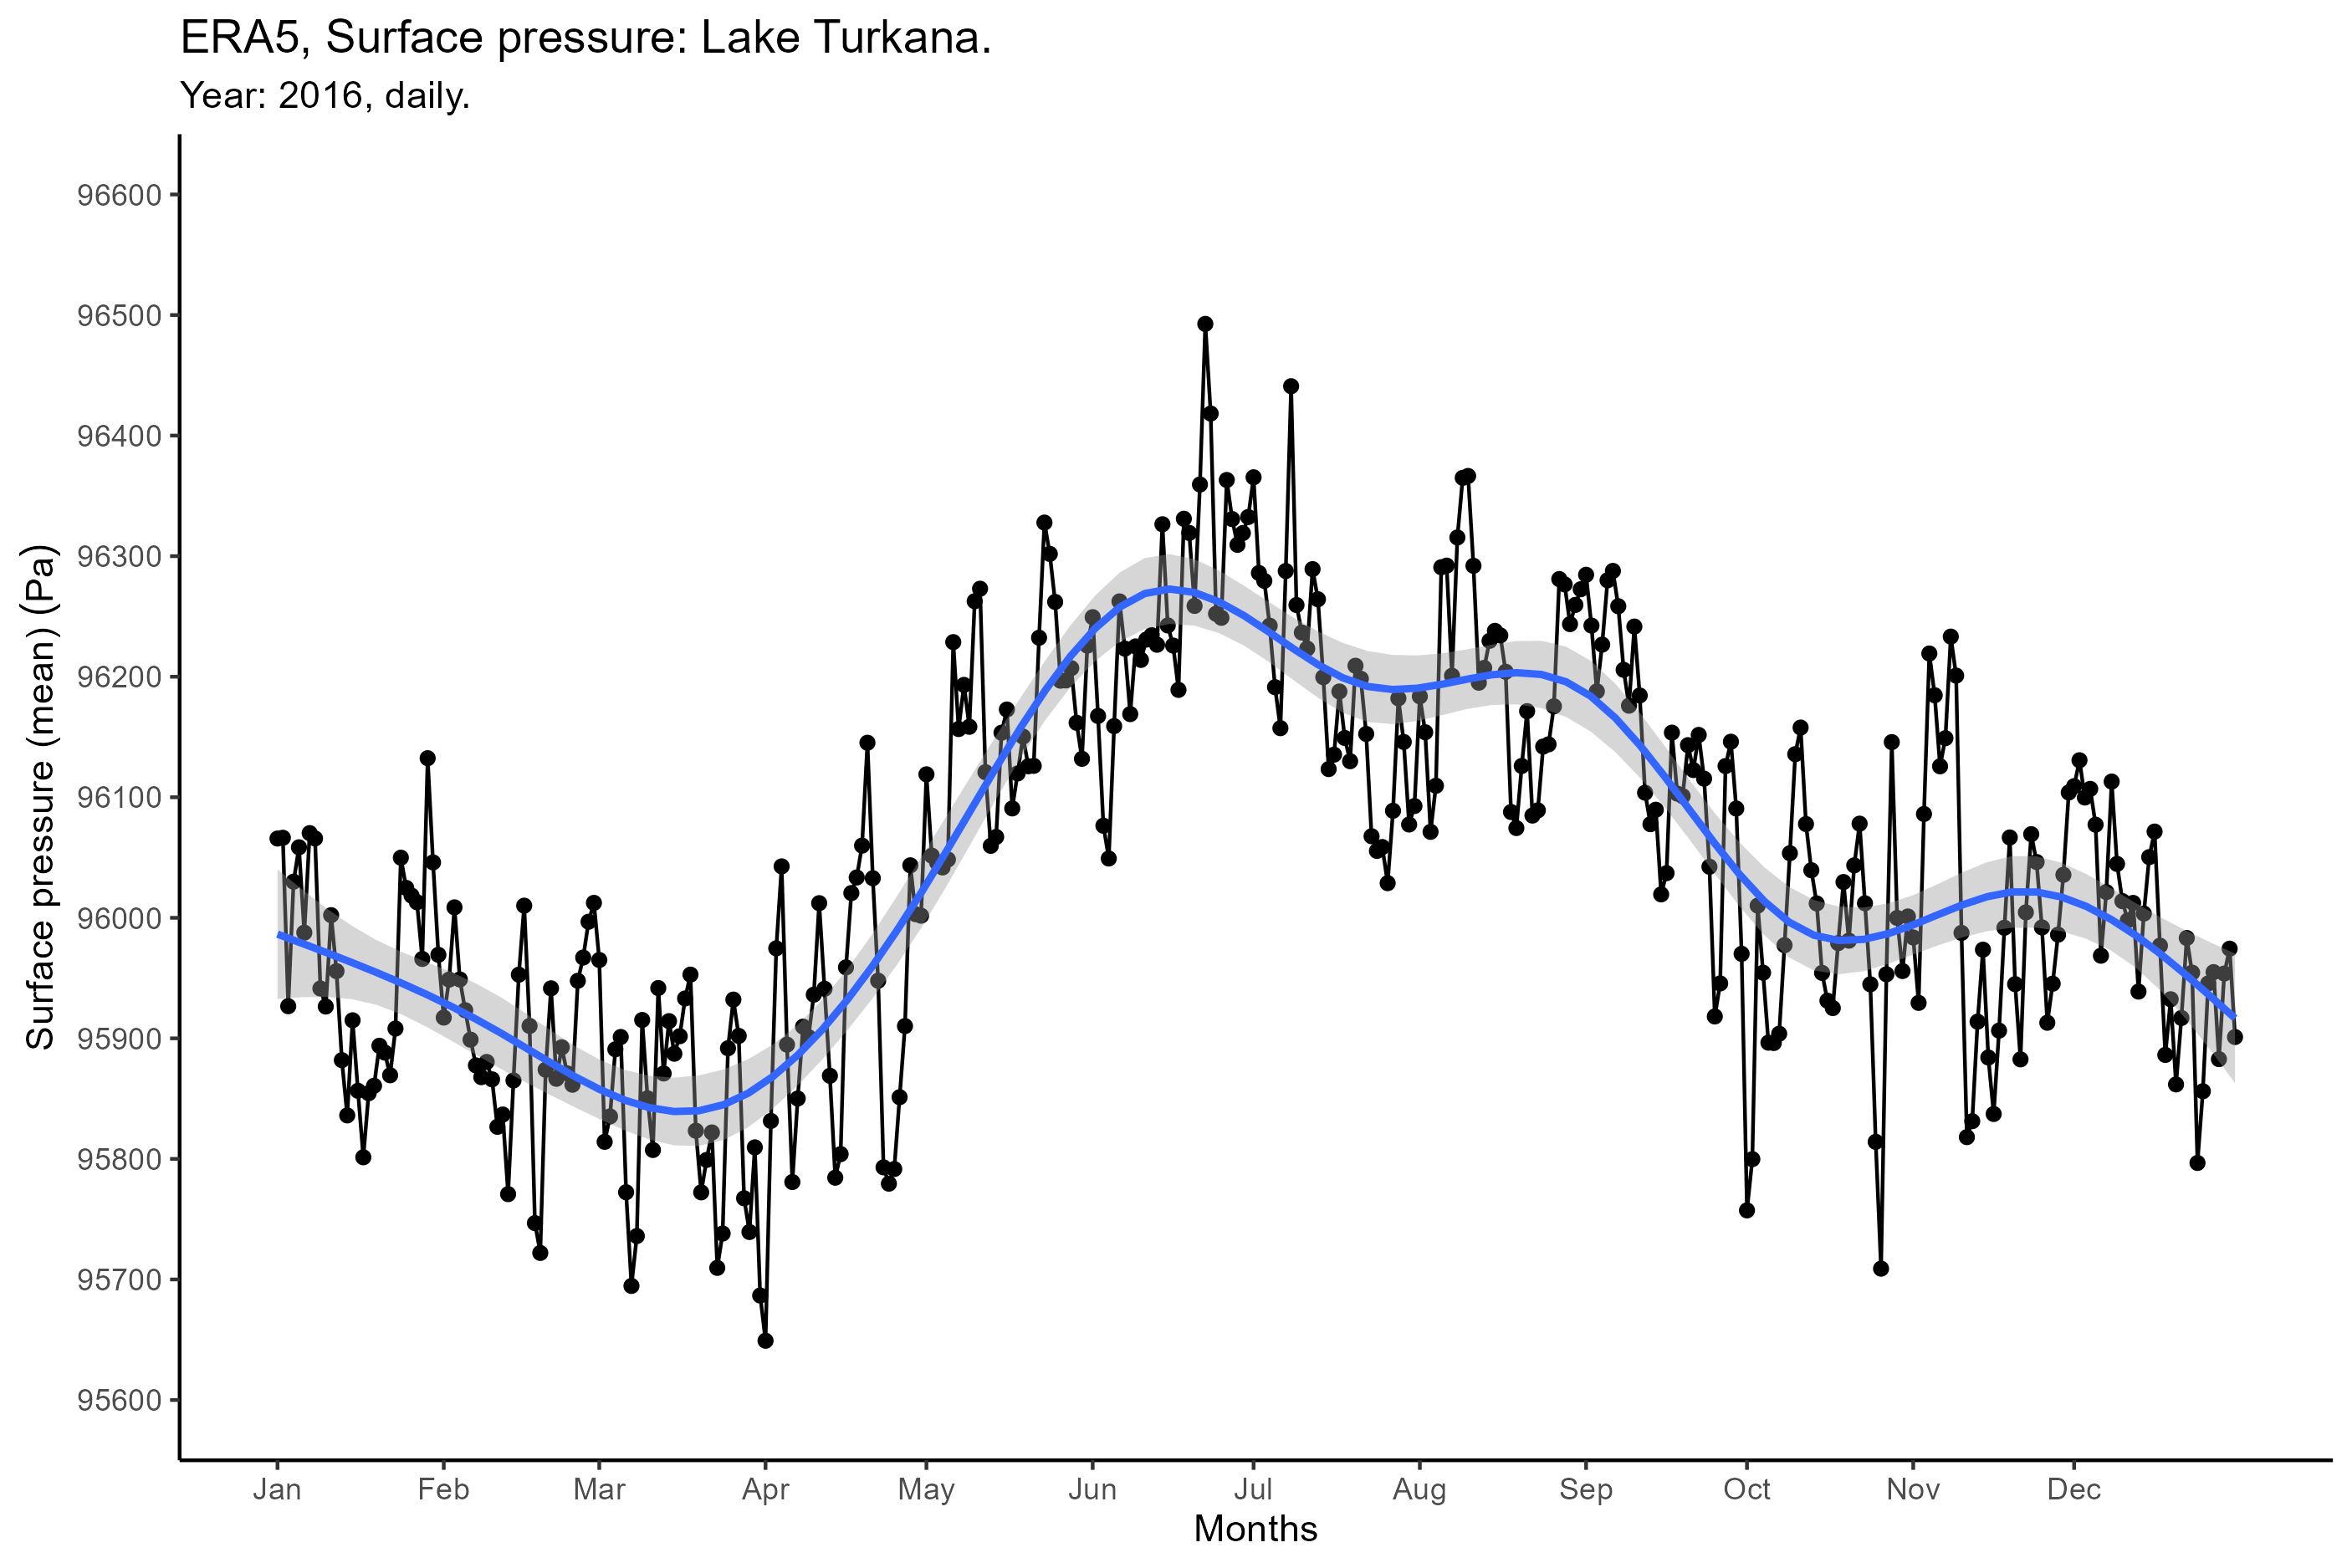 ERA5, Surface pressure: Lake Turkana.
Year: 2016, daily.
Surface pressure (mean) (Pa)
96600
96500
96400
96300
96200
96100
96000
95900
95800
95700
95600
Jan Feb Mar Apr May Jun Jul Aug Sep Oct Nov Dec
Months